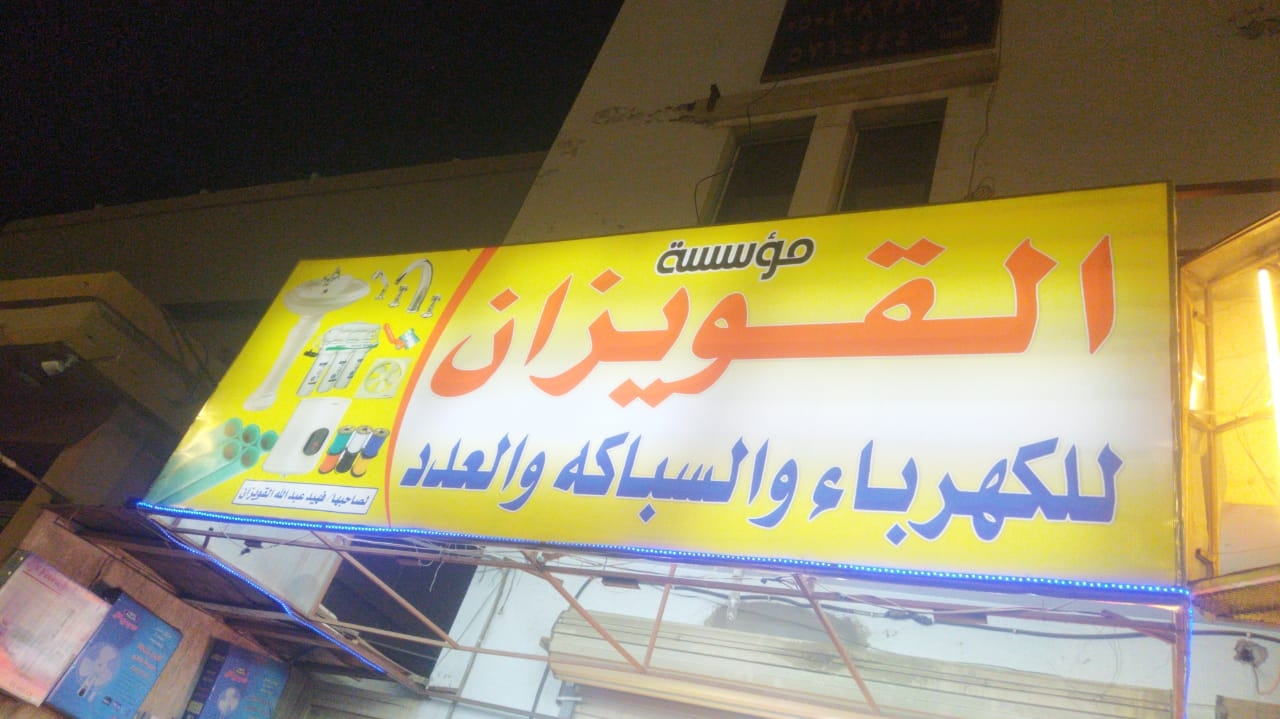 مؤسسة
القويزان
للكهرباء والسباكه والعدد
لصاحبها/ فهيد عبدالله القويزان